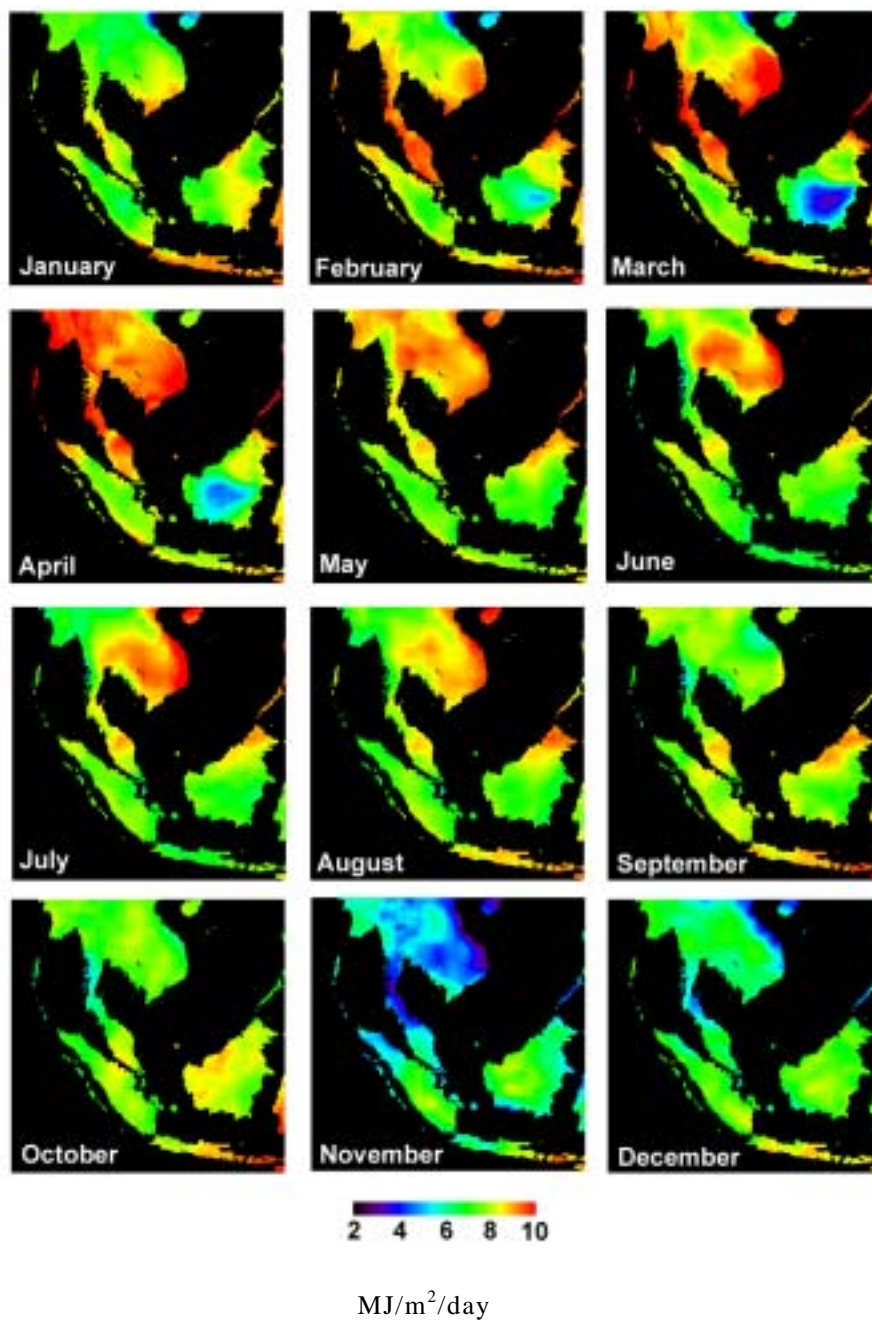 January February March
April May June
July August September
October November December
2 4 6 8 10
MJ/m²/day